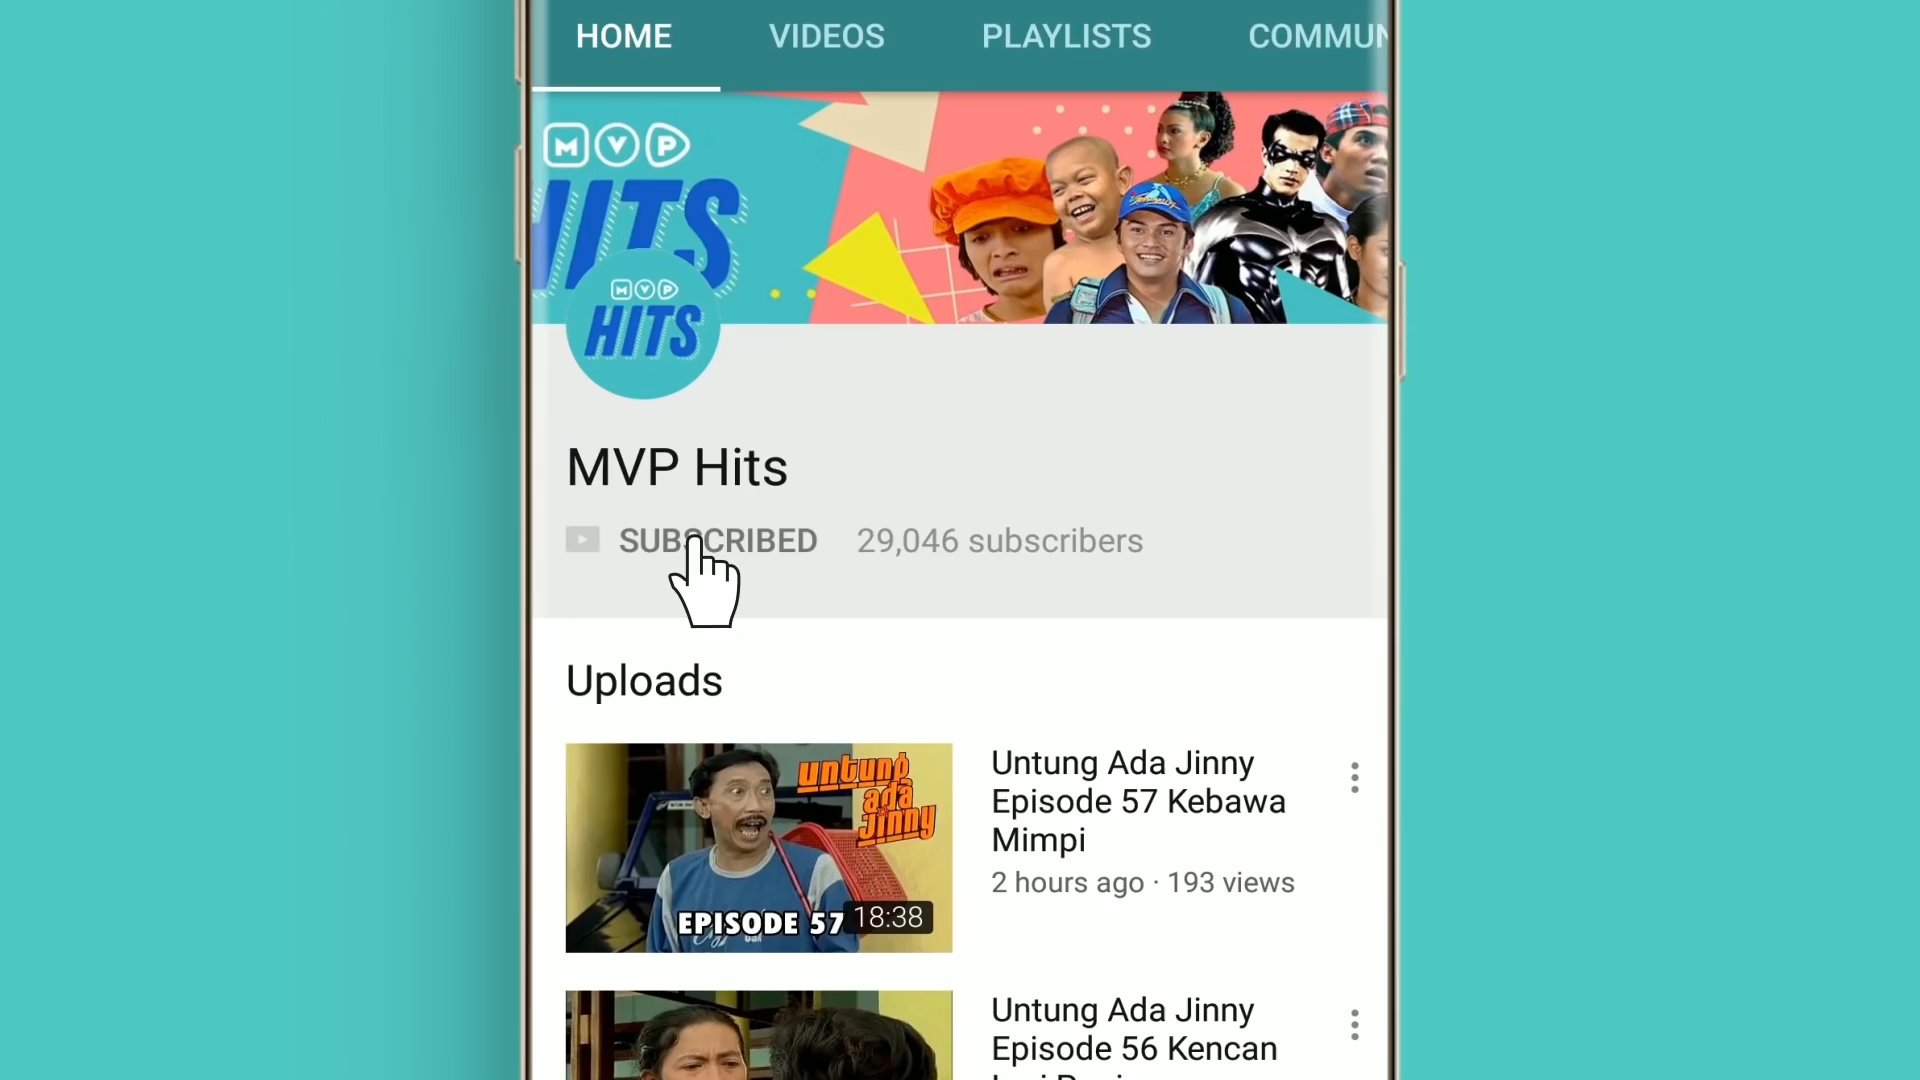 HOME VIDEOS PLAYLISTS COMMUN
MVP
HITS
MVP
HITS
MVP Hits
SUBSCRIBED 29,046 subscribers
Uploads
untung
ada
jinny
EPISODE 57
18:38
Untung Ada Jinny
Episode 57 Kebawa
Mimpi
2 hours ago · 193 views
Untung Ada Jinny
Episode 56 Kencan